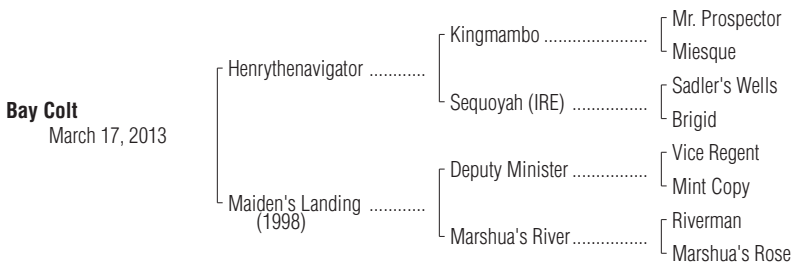 Mr. Prospector
Kingmambo ......................
Miesque
Henrythenavigator ............
Sadler's Wells
Sequoyah (IRE) ................
Brigid
Bay Colt
March 17, 2013
Vice Regent
Deputy Minister ................
Mint Copy
Maiden's Landing ............
(1998)
Riverman
Marshua's River................
Marshua's Rose